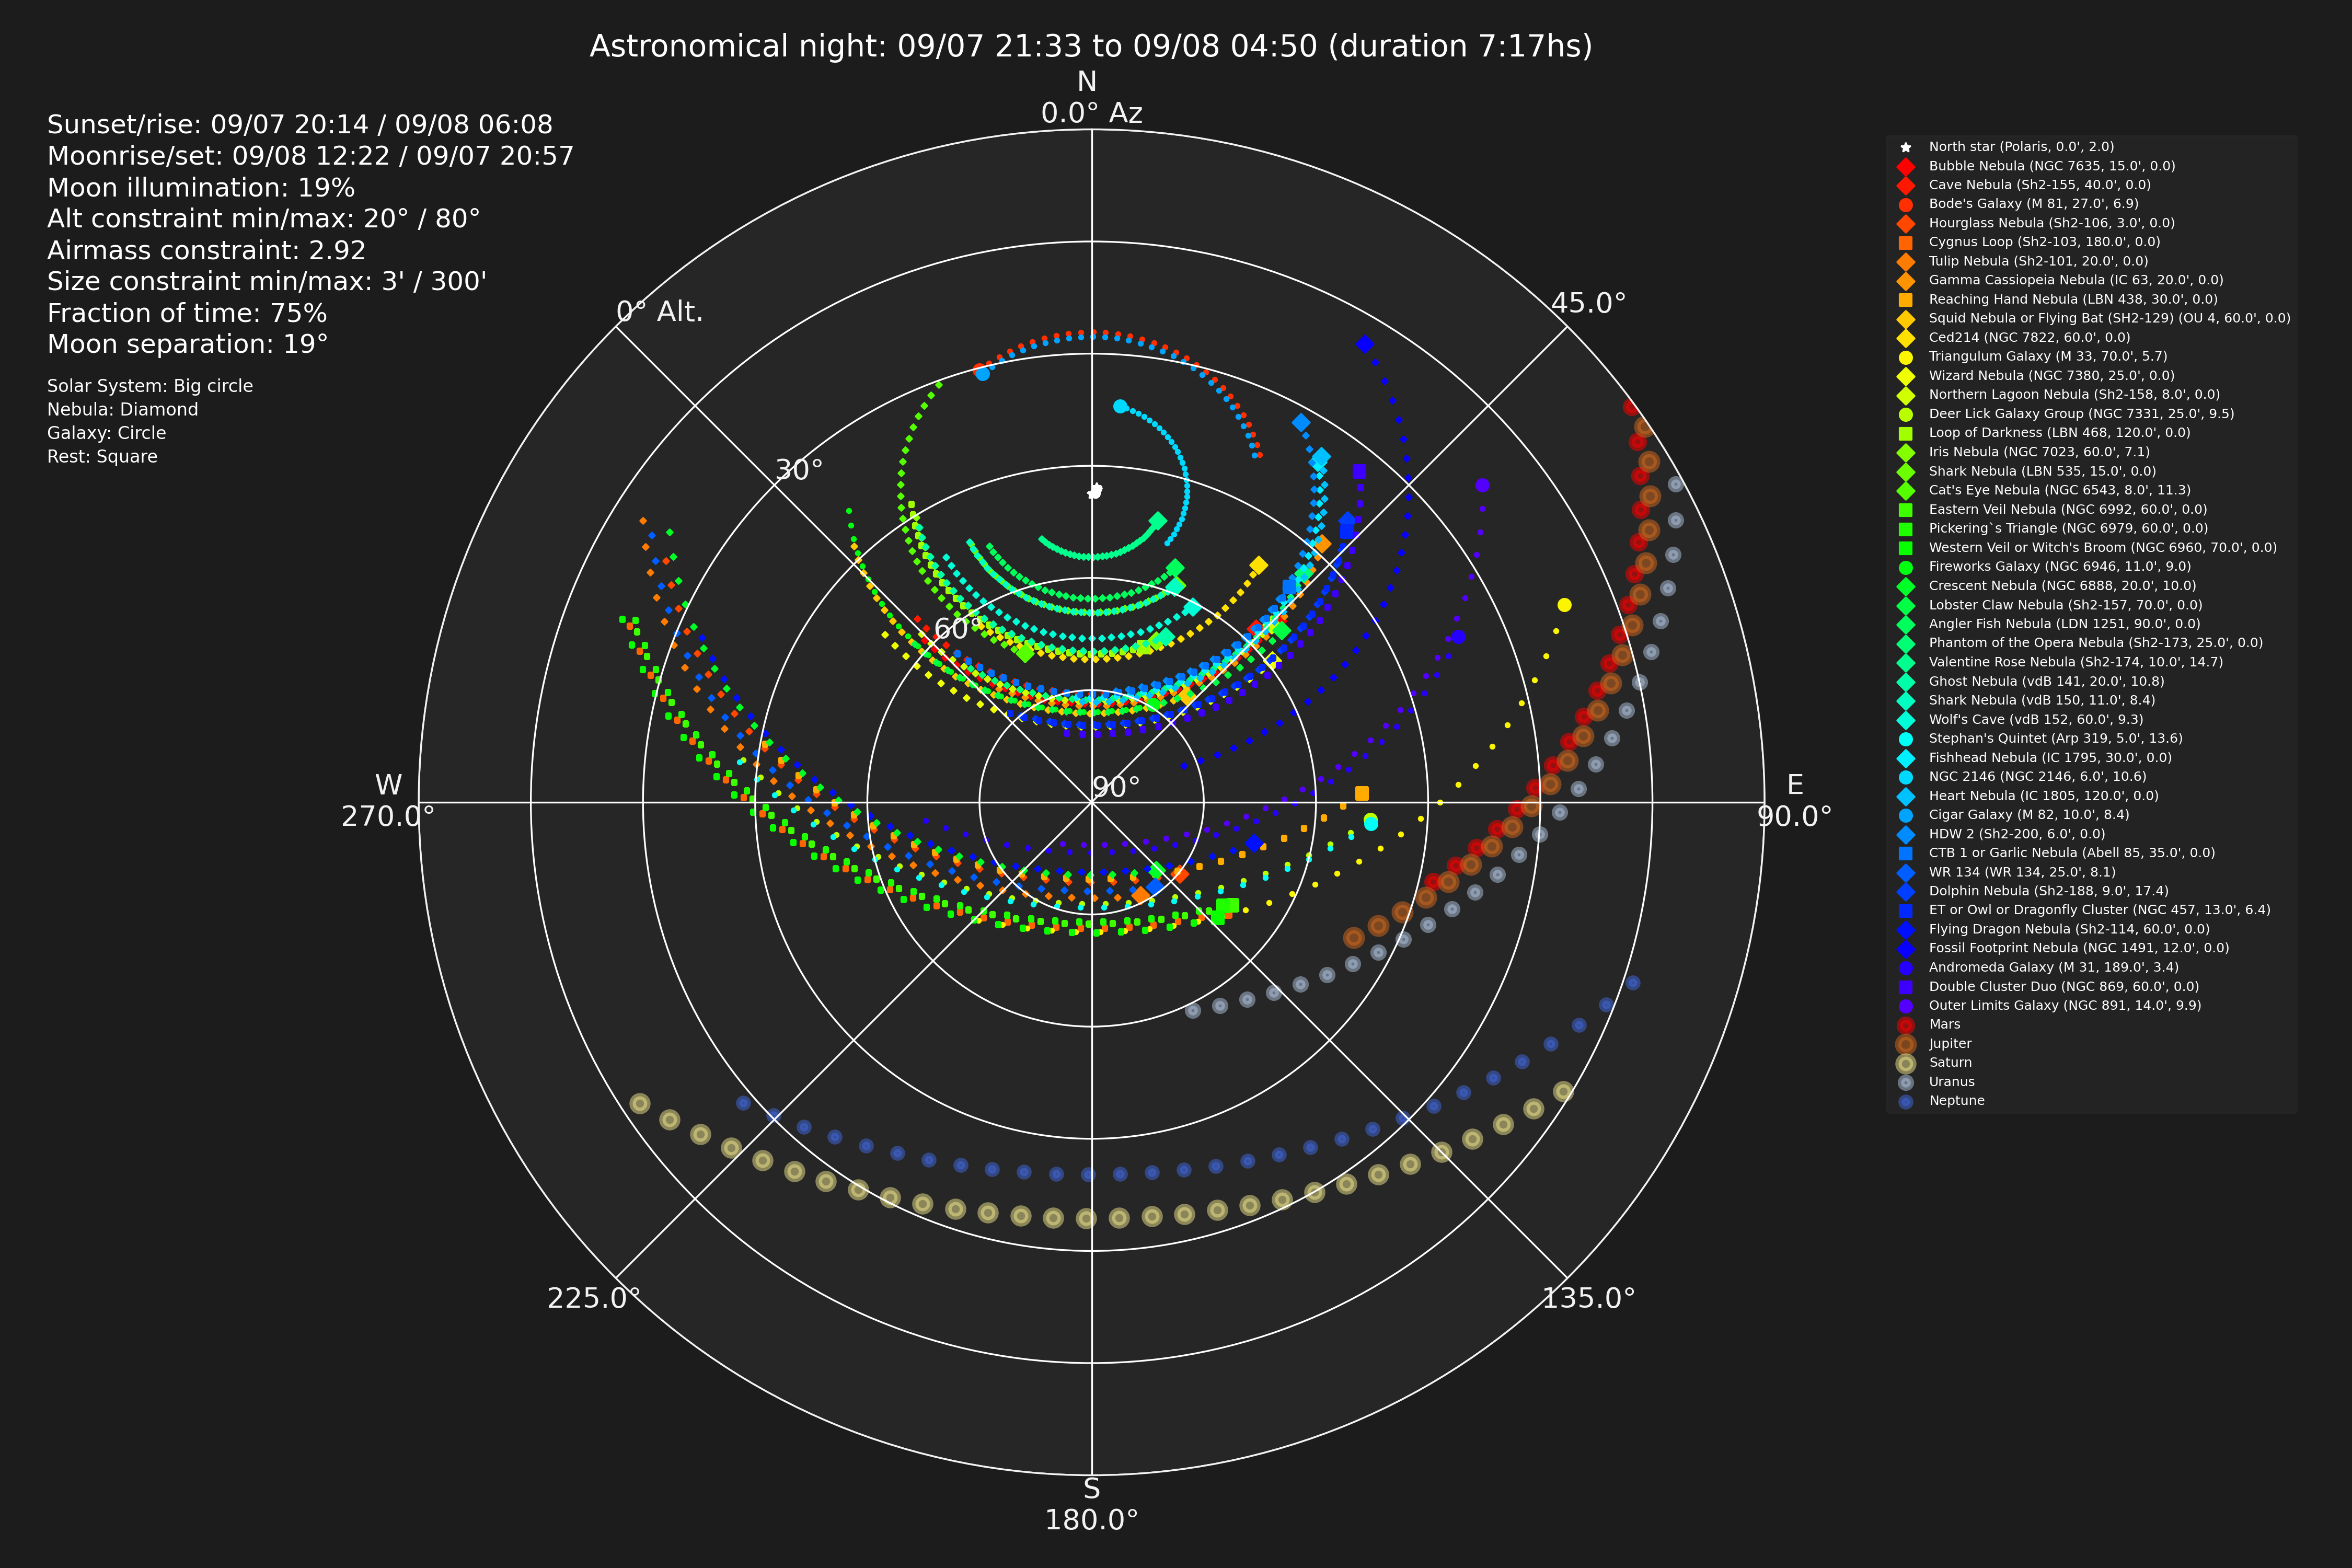 Astronomical night: 09/07 21:33 to 09/08 04:50 (duration 7:17hs)
N
0.0° Az
Sunset/rise: 09/07 20:14 / 09/08 06:08
Moonrise/set: 09/08 12:22 / 09/07 20:57
Moon illumination: 19%
Alt constraint min/max: 20° / 80°
Airmass constraint: 2.92
Size constraint min/max: 3' / 300'
Fraction of time: 75%
Moon separation: 19°
Solar System: Big circle
Nebula: Diamond
Galaxy: Circle
Rest: Square
0° Alt.
30°
60°
90°
45.0°
E
90.0°
135.0°
S
180.0°
225.0°
W
270.0°
North star (Polaris, 0.0', 2.0)
Bubble Nebula (NGC 7635, 15.0', 0.0)
Cave Nebula (Sh2-155, 40.0', 0.0)
Bode's Galaxy (M 81, 27.0', 6.9)
Hourglass Nebula (Sh2-106, 3.0', 0.0)
Cygnus Loop (Sh2-103, 180.0', 0.0)
Tulip Nebula (Sh2-101, 20.0', 0.0)
Gamma Cassiopeia Nebula (IC 63, 20.0', 0.0)
Reaching Hand Nebula (LBN 438, 30.0', 0.0)
Squid Nebula or Flying Bat (SH2-129) (OU 4, 60.0', 0.0)
Ced214 (NGC 7822, 60.0', 0.0)
Triangulum Galaxy (M 33, 70.0', 5.7)
Wizard Nebula (NGC 7380, 25.0', 0.0)
Northern Lagoon Nebula (Sh2-158, 8.0', 0.0)
Deer Lick Galaxy Group (NGC 7331, 25.0', 9.5)
Loop of Darkness (LBN 468, 120.0', 0.0)
Iris Nebula (NGC 7023, 60.0', 7.1)
Shark Nebula (LBN 535, 15.0', 0.0)
Cat's Eye Nebula (NGC 6543, 8.0', 11.3)
Eastern Veil Nebula (NGC 6992, 60.0', 0.0)
Pickering`s Triangle (NGC 6979, 60.0', 0.0)
Western Veil or Witch's Broom (NGC 6960, 70.0', 0.0)
Fireworks Galaxy (NGC 6946, 11.0', 9.0)
Crescent Nebula (NGC 6888, 20.0', 10.0)
Lobster Claw Nebula (Sh2-157, 70.0', 0.0)
Angler Fish Nebula (LDN 1251, 90.0', 0.0)
Phantom of the Opera Nebula (Sh2-173, 25.0', 0.0)
Valentine Rose Nebula (Sh2-174, 10.0', 14.7)
Ghost Nebula (vdB 141, 20.0', 10.8)
Shark Nebula (vdB 150, 11.0', 8.4)
Wolf's Cave (vdB 152, 60.0', 9.3)
Stephan's Quintet (Arp 319, 5.0', 13.6)
Fishhead Nebula (IC 1795, 30.0', 0.0)
NGC 2146 (NGC 2146, 6.0', 10.6)
Heart Nebula (IC 1805, 120.0', 0.0)
Cigar Galaxy (M 82, 10.0', 8.4)
HDW 2 (Sh2-200, 6.0', 0.0)
CTB 1 or Garlic Nebula (Abell 85, 35.0', 0.0)
WR 134 (WR 134, 25.0', 8.1)
Dolphin Nebula (Sh2-188, 9.0', 17.4)
ET or Owl or Dragonfly Cluster (NGC 457, 13.0', 6.4)
Flying Dragon Nebula (Sh2-114, 60.0', 0.0)
Fossil Footprint Nebula (NGC 1491, 12.0', 0.0)
Andromeda Galaxy (M 31, 189.0', 3.4)
Double Cluster Duo (NGC 869, 60.0', 0.0)
Outer Limits Galaxy (NGC 891, 14.0', 9.9)
Mars
Jupiter
Saturn
Uranus
Neptune